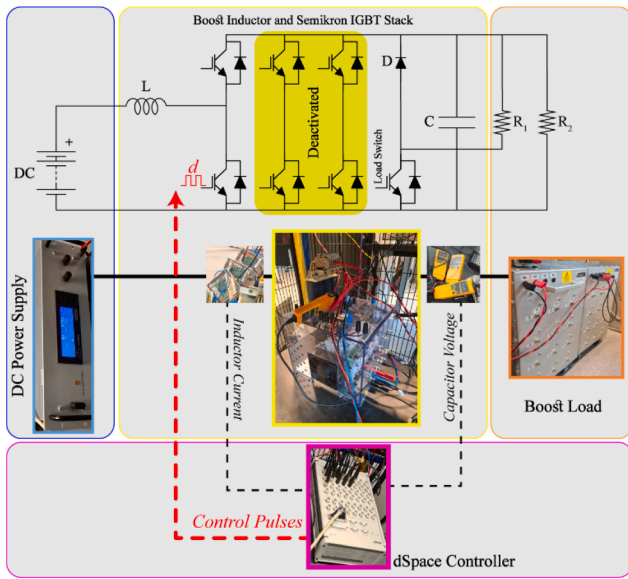 Boost Inductor and Semikron IGBT Stack
L
D
DC
+
d
Deactivated
Load Switch
C
R1
R2
DC Power Supply
Inductor Current
Capacitor Voltage
Boost Load
Control Pulses
dSpace Controller